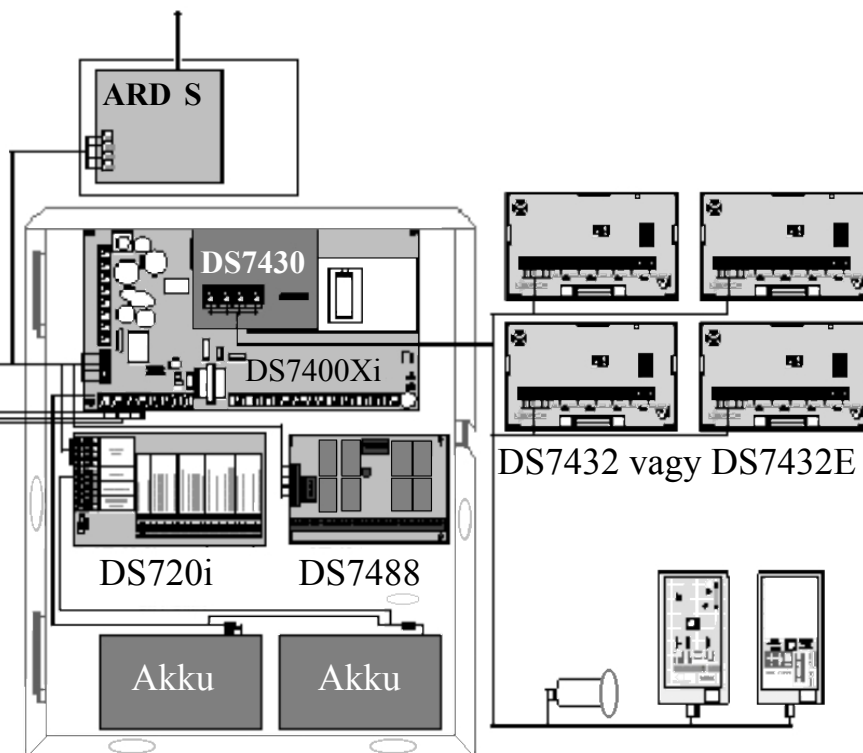 ARD S
DS7430
DS7400Xi
DS7432 vagy DS7432E
DS720i
DS7488
Akku
Akku